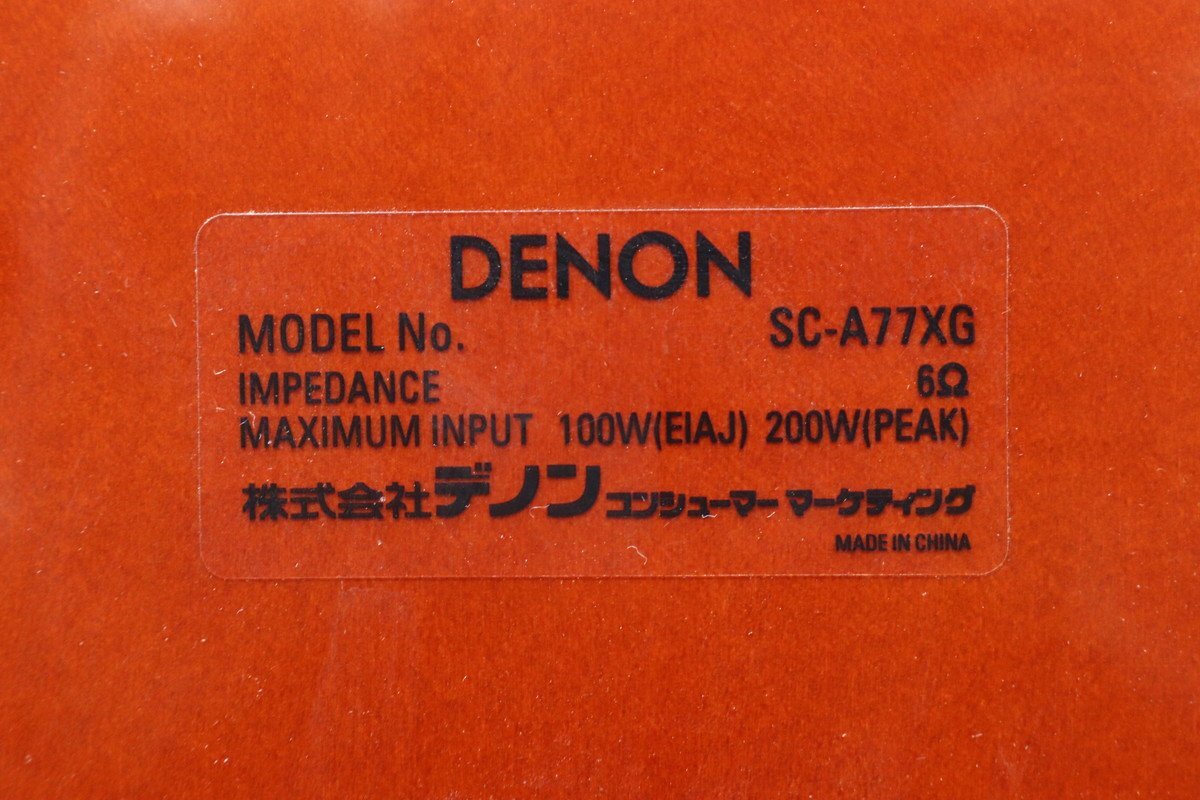 DENON
MODEL No. SC-A77XG
IMPEDANCE 6Ω
MAXIMUM INPUT 100W(EIAJ) 200W(PEAK)
株式会社デノン コンシューマー マーケティング
MADE IN CHINA